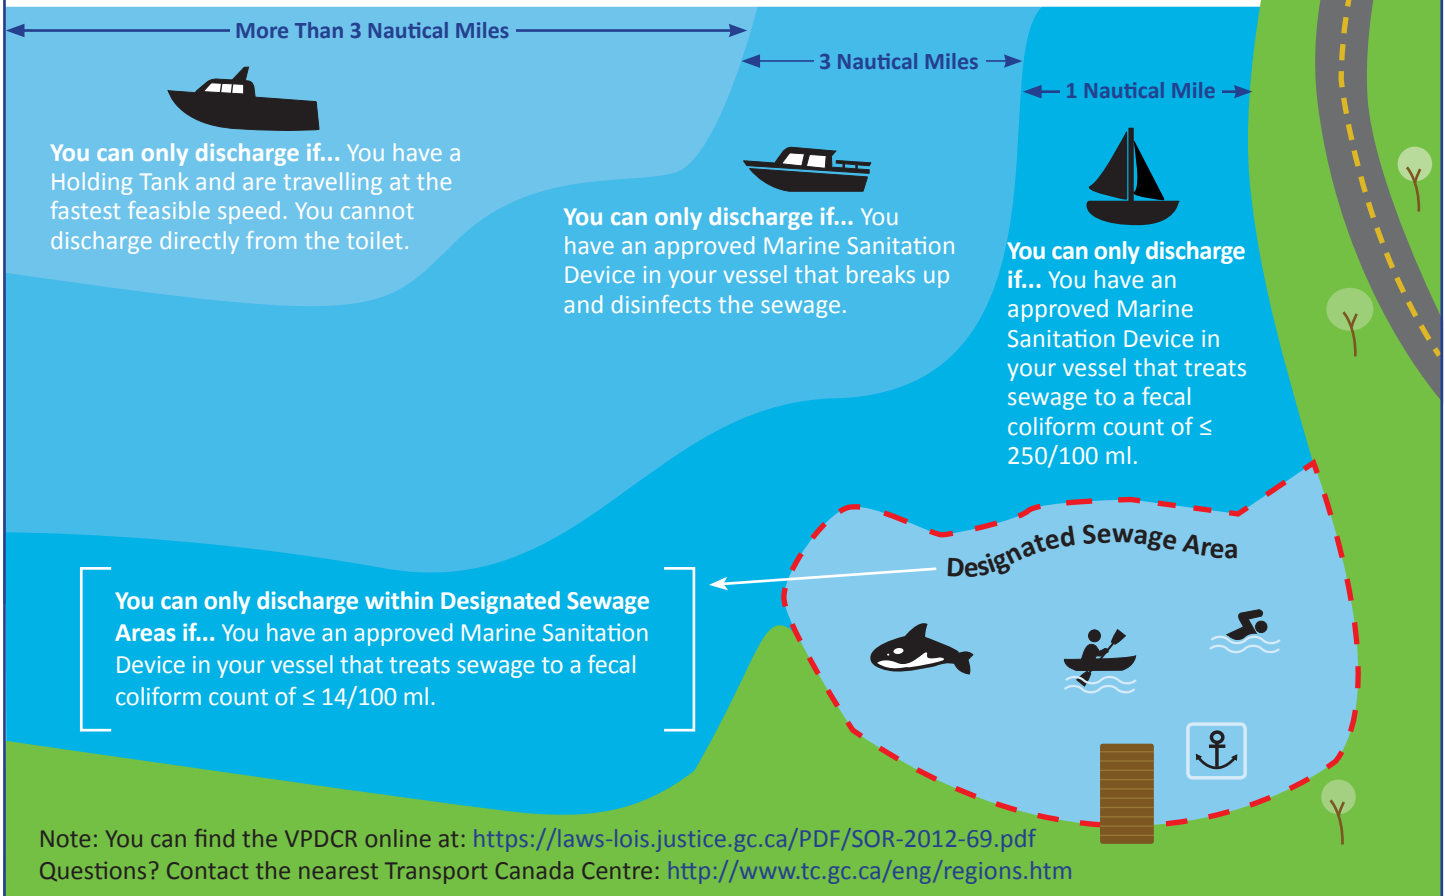 More Than 3 Nautical Miles
3 Nautical Miles
1 Nautical Mile
You can only discharge if... You have a
Holding Tank and are travelling at the
fastest feasible speed. You cannot
discharge directly from the toilet.
You can only discharge if... You
have an approved Marine Sanitation
Device in your vessel that breaks up
and disinfects the sewage.
You can only discharge
if... You have an
approved Marine
Sanitation Device in
your vessel that treats
sewage to a fecal
coliform count of ≤
250/100 ml.
Designated Sewage Area
You can only discharge within Designated Sewage
Areas if... You have an approved Marine Sanitation
Device in your vessel that treats sewage to a fecal
coliform count of ≤ 14/100 ml.
Note: You can find the VPDCR online at: https://laws-lois.justice.gc.ca/PDF/SOR-2012-69.pdf
Questions? Contact the nearest Transport Canada Centre: http://www.tc.gc.ca/eng/regions.htm